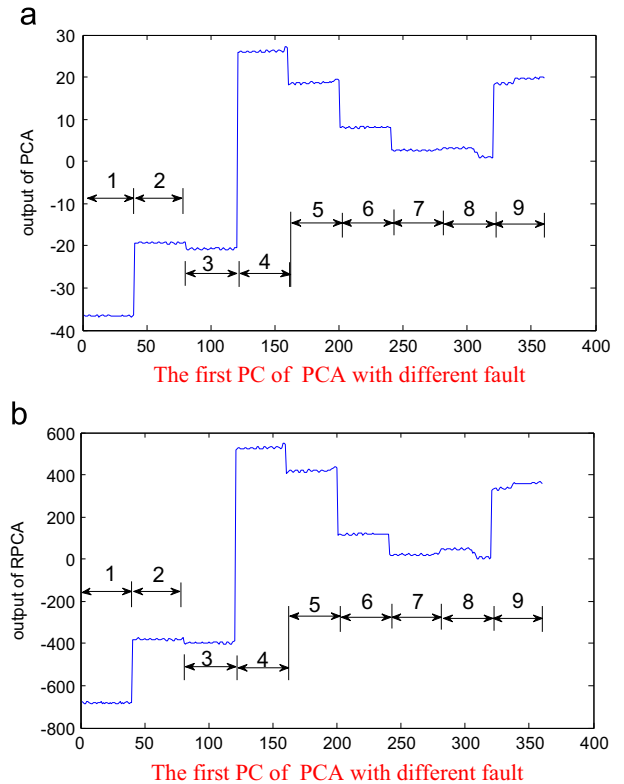 a
30
20
10
0
-10
-20
-30
-40
output of PCA
1 2 3 4 5 6 7 8 9
0 50 100 150 200 250 300 350 400
The first PC of PCA with different fault
b
600
400
200
0
-200
-400
-600
-800
output of RPCA
1 2 3 4 5 6 7 8 9
0 50 100 150 200 250 300 350 400
The first PC of PCA with different fault